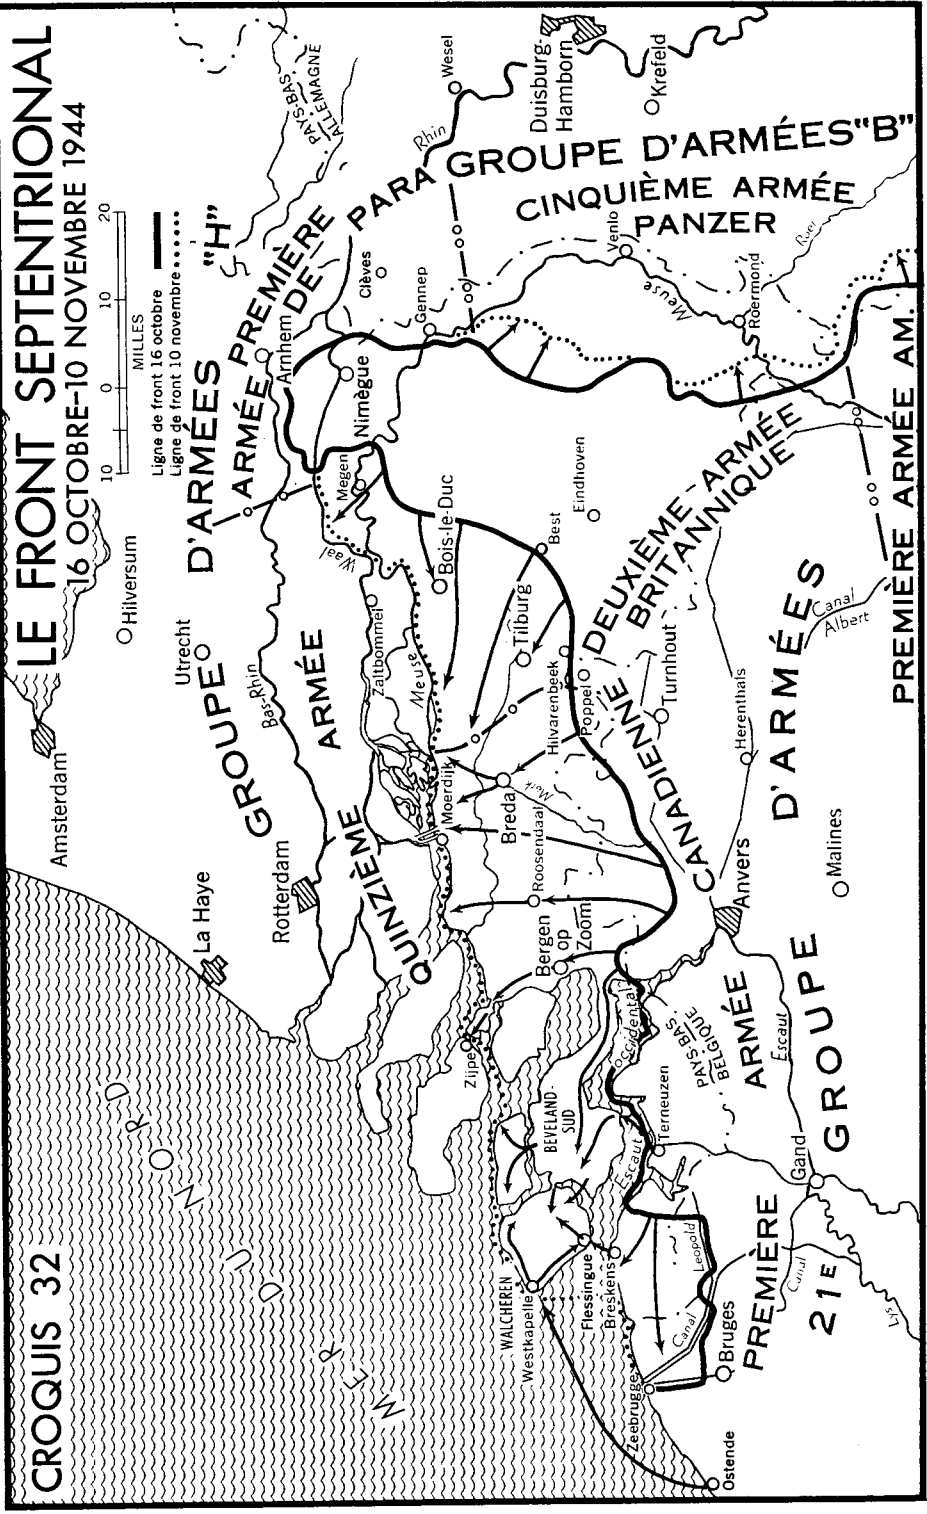 CROQUIS 32
LE FRONT SEPTENTRIONAL
16 OCTOBRE–10 NOVEMBRE 1944
10 0 10 20
MILLES
Ligne de front 16 octobre
Ligne de front 10 novembre
MER DU NORD
Amsterdam
Hilversum
La Haye
Utrecht
Rotterdam
Bas-Rhin
GROUPE D'ARMÉES "H"
QUINZIÈME ARMÉE
ARMÉE PREMIÈRE DE PARA
PAYS-BAS
ALLEMAGNE
Arnhem
Nimègue
Clèves
Gennep
Megen
Waal
Zaltbommel
Meuse
Bois-le-Duc
Rhin
Wesel
Duisburg-
Hamborn
Krefeld
GROUPE D'ARMÉES "B"
CINQUIÈME ARMÉE
PANZER
Venlo
Meuse
Roermond
Ruer
Moerdijk
Breda
Mark
Tilburg
Best
Eindhoven
Hilvarenbeek
Poppel
Roosendaal
Bergen
op
Zoom
Zijpe
BEVELAND-
SUD
WALCHEREN
Westkapelle
Flessingue
Breskens
Escaut
Occidental
Terneuzen
PAYS-BAS
BELGIQUE
Zeebrugge
Canal
Leopold
Bruges
Ostende
Canal
Lys
Gand
Escaut
Anvers
Malines
Turnhout
Herenthals
Canal
Albert
DEUXIÈME ARMÉE
BRITANNIQUE
PREMIÈRE ARMÉE CANADIENNE
21E GROUPE D'ARMÉES
PREMIÈRE ARMÉE AM.